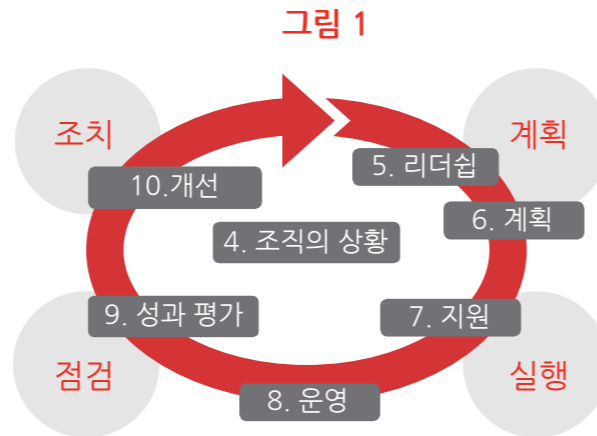 그림 1
조치
계획
5. 리더쉽
10.개선
6. 계획
4. 조직의 상황
9. 성과 평가
7. 지원
점검
실행
8. 운영